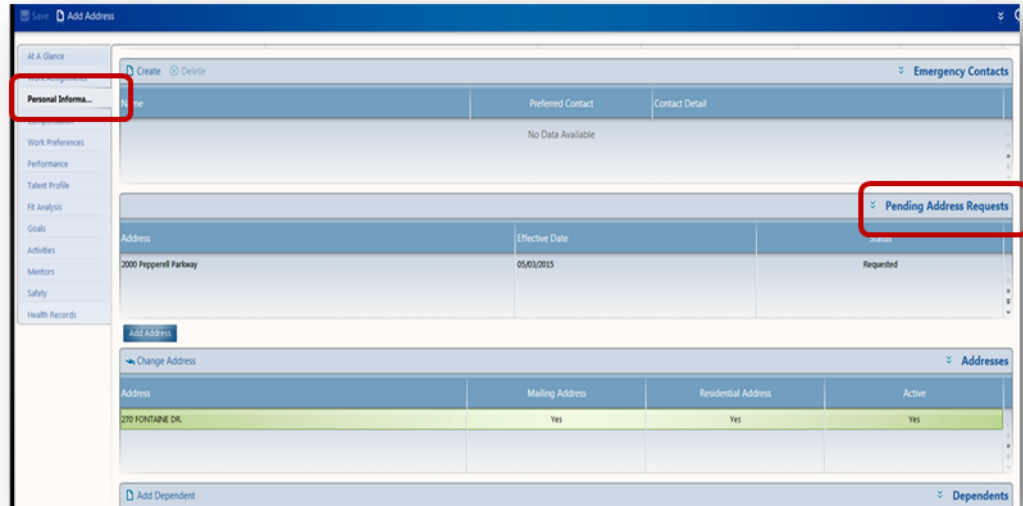 Save Add Address
At A Glance
Work Assignments
Personal Informa...
Compensation
Work Preferences
Performance
Talent Profile
Fit Analysis
Goals
Activities
Mentors
Safety
Health Records
Create Delete Emergency Contacts
Name Preferred Contact Contact Detail
No Data Available
Pending Address Requests
Address Effective Date Status
2000 Pepperell Parkway 05/03/2015 Requested
Add Address
Change Address Addresses
Address Mailing Address Residential Address Active
270 FONTAINE DR. Yes Yes Yes
Add Dependent Dependents